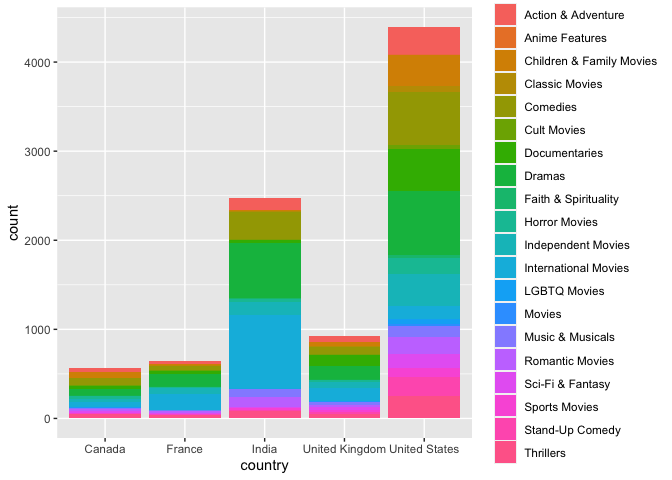 4000
3000
2000
1000
0
count
Canada
France
India
United Kingdom
United States
country
Action & Adventure
Anime Features
Children & Family Movies
Classic Movies
Comedies
Cult Movies
Documentaries
Dramas
Faith & Spirituality
Horror Movies
Independent Movies
International Movies
LGBTQ Movies
Movies
Music & Musicals
Romantic Movies
Sci-Fi & Fantasy
Sports Movies
Stand-Up Comedy
Thrillers